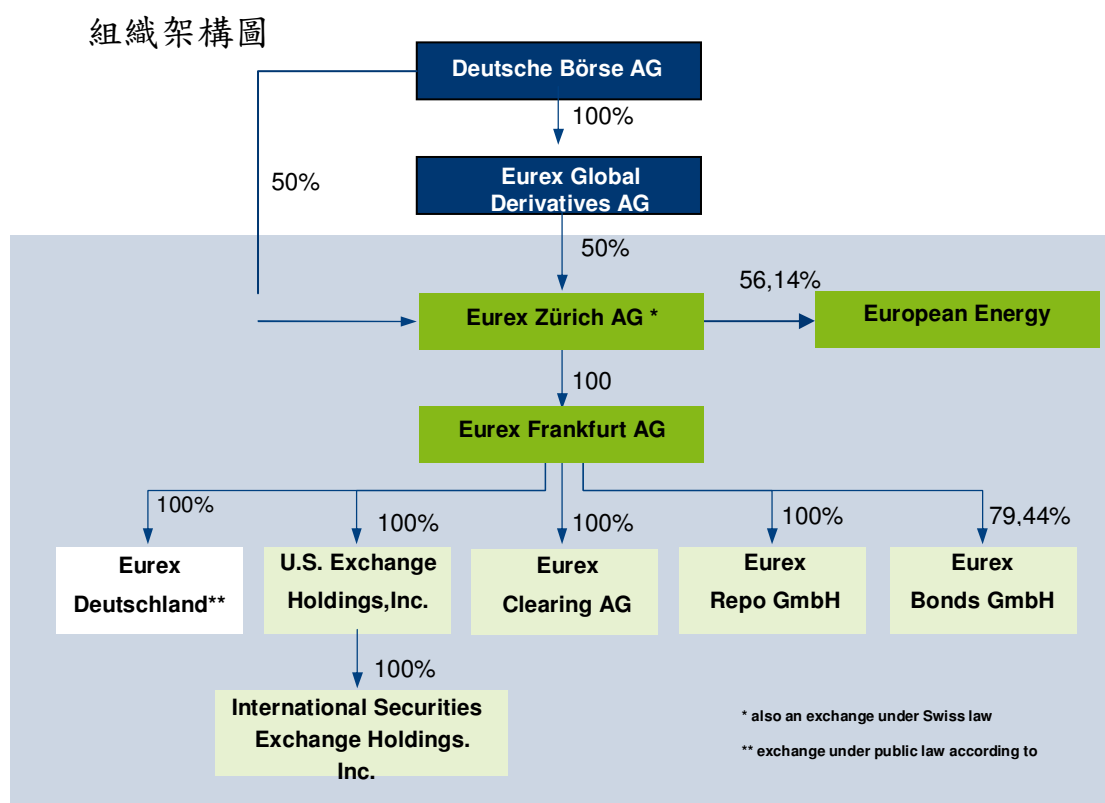 組織架構圖
Deutsche Börse AG
100%
Eurex Global
Derivatives AG
50%
50%
56,14%
Eurex Zürich AG *
European Energy
100
Eurex Frankfurt AG
100%
100%
100%
100%
79,44%
Eurex
Deutschland**
U.S. Exchange
Holdings,Inc.
Eurex
Clearing AG
Eurex
Repo GmbH
Eurex
Bonds GmbH
100%
International Securities
Exchange Holdings.
Inc.
* also an exchange under Swiss law
** exchange under public law according to